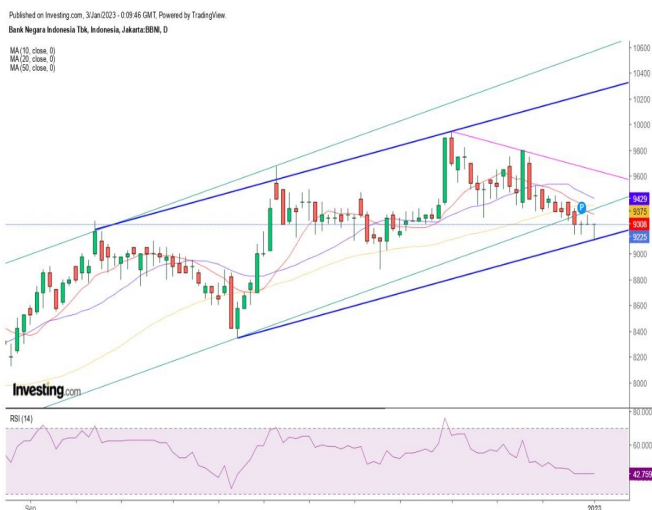 Published on Investing.com, 3/Jan/2023 - 0:09:46 GMT, Powered by TradingView.
Bank Negara Indonesia Tbk, Indonesia, Jakarta:BBNI, D
MA (10, close, 0)
MA (20, close, 0)
MA (50, close, 0)
10600
10400
10200
10000
9800
9600
9429
9375
9308
9225
9000
8800
8600
8400
8200
8000
P
Investing.com
RSI (14)
80.000
60.000
42.759
Sep
2023